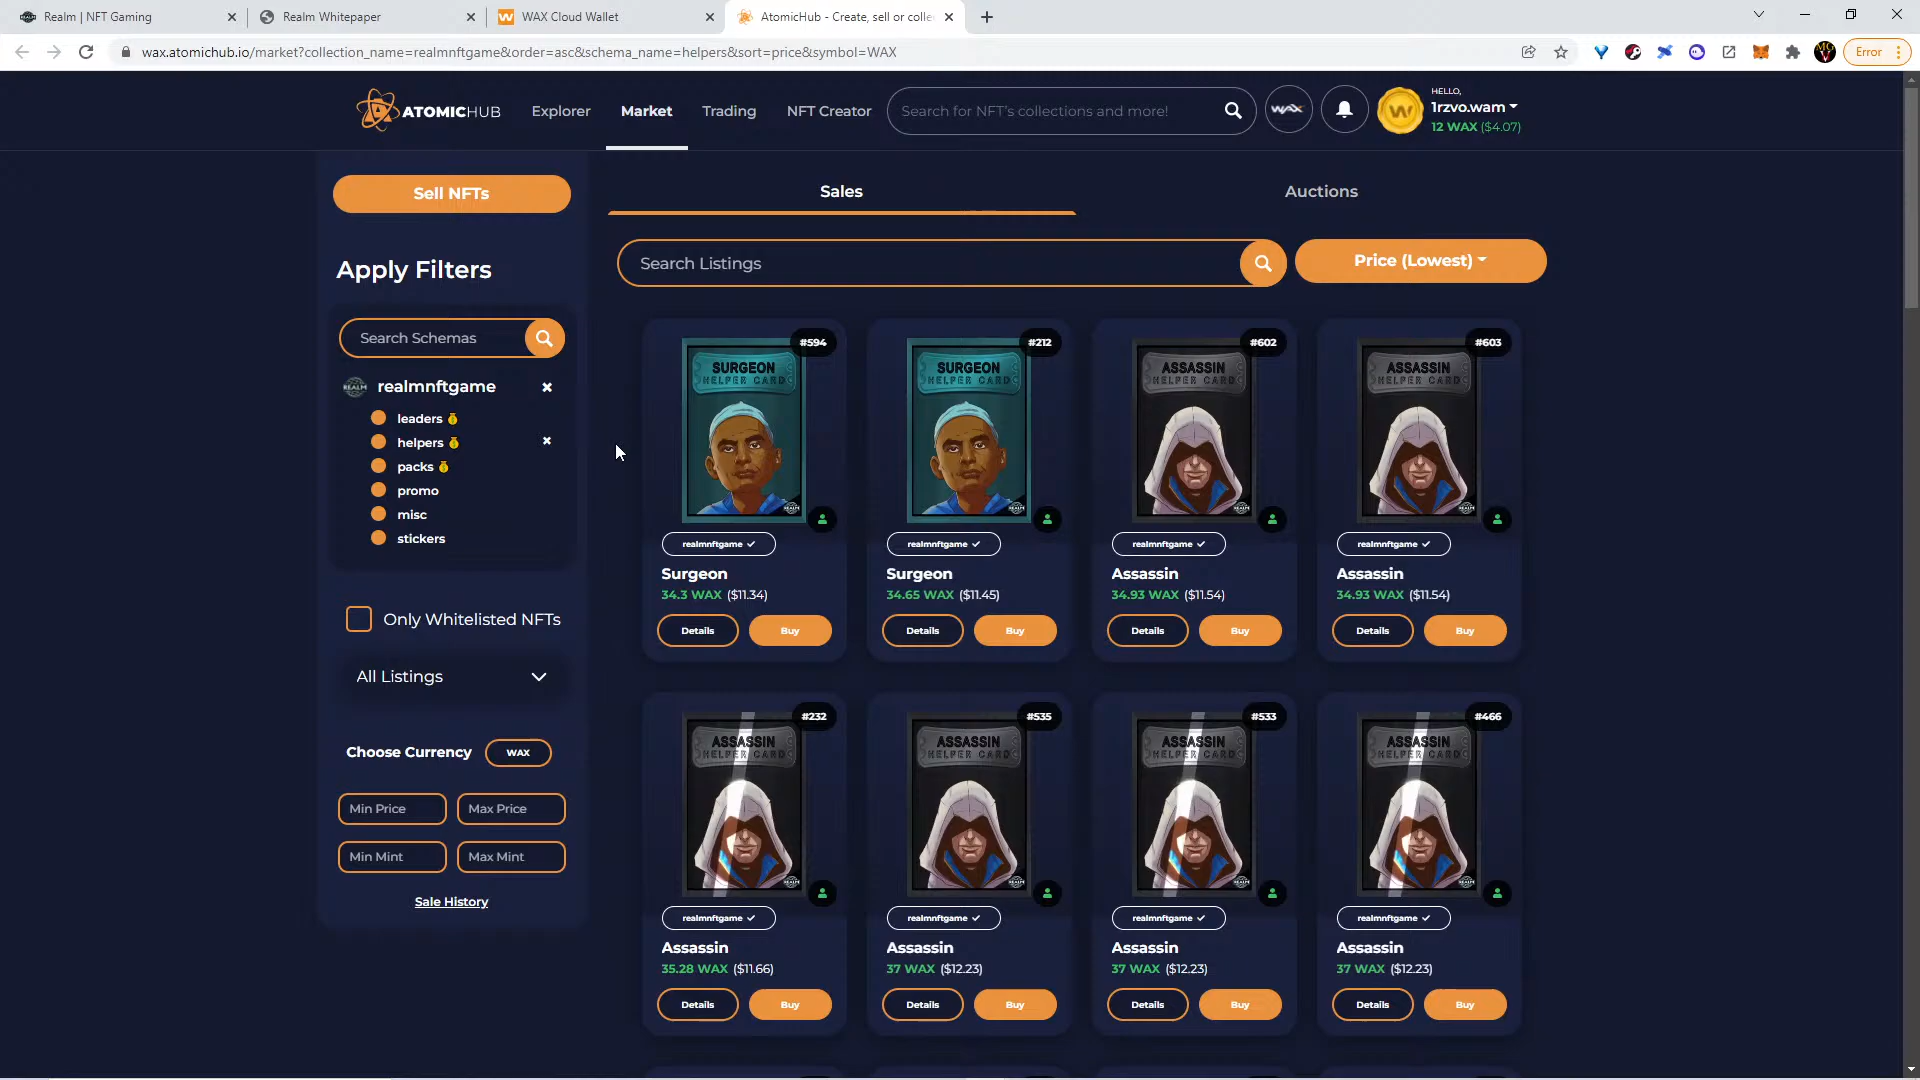 Realm | NFT Gaming
Realm Whitepaper
WAX Cloud Wallet
AtomicHub - Create, sell or colle
wax.atomichub.io/market?collection_name=realmnftgame&order=asc&schema_name=helpers&sort=price&symbol=WAX
Error
ATOMICHUB
Explorer
Market
Trading
NFT Creator
Search for NFT's collections and more!
WAX
HELLO,
1rzvo.wam
12 WAX ($4.07)
Sell NFTs
Sales
Auctions
Apply Filters
Search Listings
Price (Lowest)
Search Schemas
realmnftgame
leaders
helpers
packs
promo
misc
stickers
Only Whitelisted NFTs
All Listings
Choose Currency WAX
Min Price Max Price
Min Mint Max Mint
Sale History
#594
SURGEON
HELPER CARD
REALM
realmnftgame
Surgeon
34.3 WAX ($11.34)
Details Buy
#212
SURGEON
HELPER CARD
REALM
realmnftgame
Surgeon
34.65 WAX ($11.45)
Details Buy
#602
ASSASSIN
HELPER CARD
REALM
realmnftgame
Assassin
34.93 WAX ($11.54)
Details Buy
#603
ASSASSIN
HELPER CARD
REALM
realmnftgame
Assassin
34.93 WAX ($11.54)
Details Buy
#232
ASSASSIN
HELPER CARD
REALM
realmnftgame
Assassin
35.28 WAX ($11.66)
Details Buy
#535
ASSASSIN
HELPER CARD
REALM
realmnftgame
Assassin
37 WAX ($12.23)
Details Buy
#533
ASSASSIN
HELPER CARD
REALM
realmnftgame
Assassin
37 WAX ($12.23)
Details Buy
#466
ASSASSIN
HELPER CARD
REALM
realmnftgame
Assassin
37 WAX ($12.23)
Details Buy